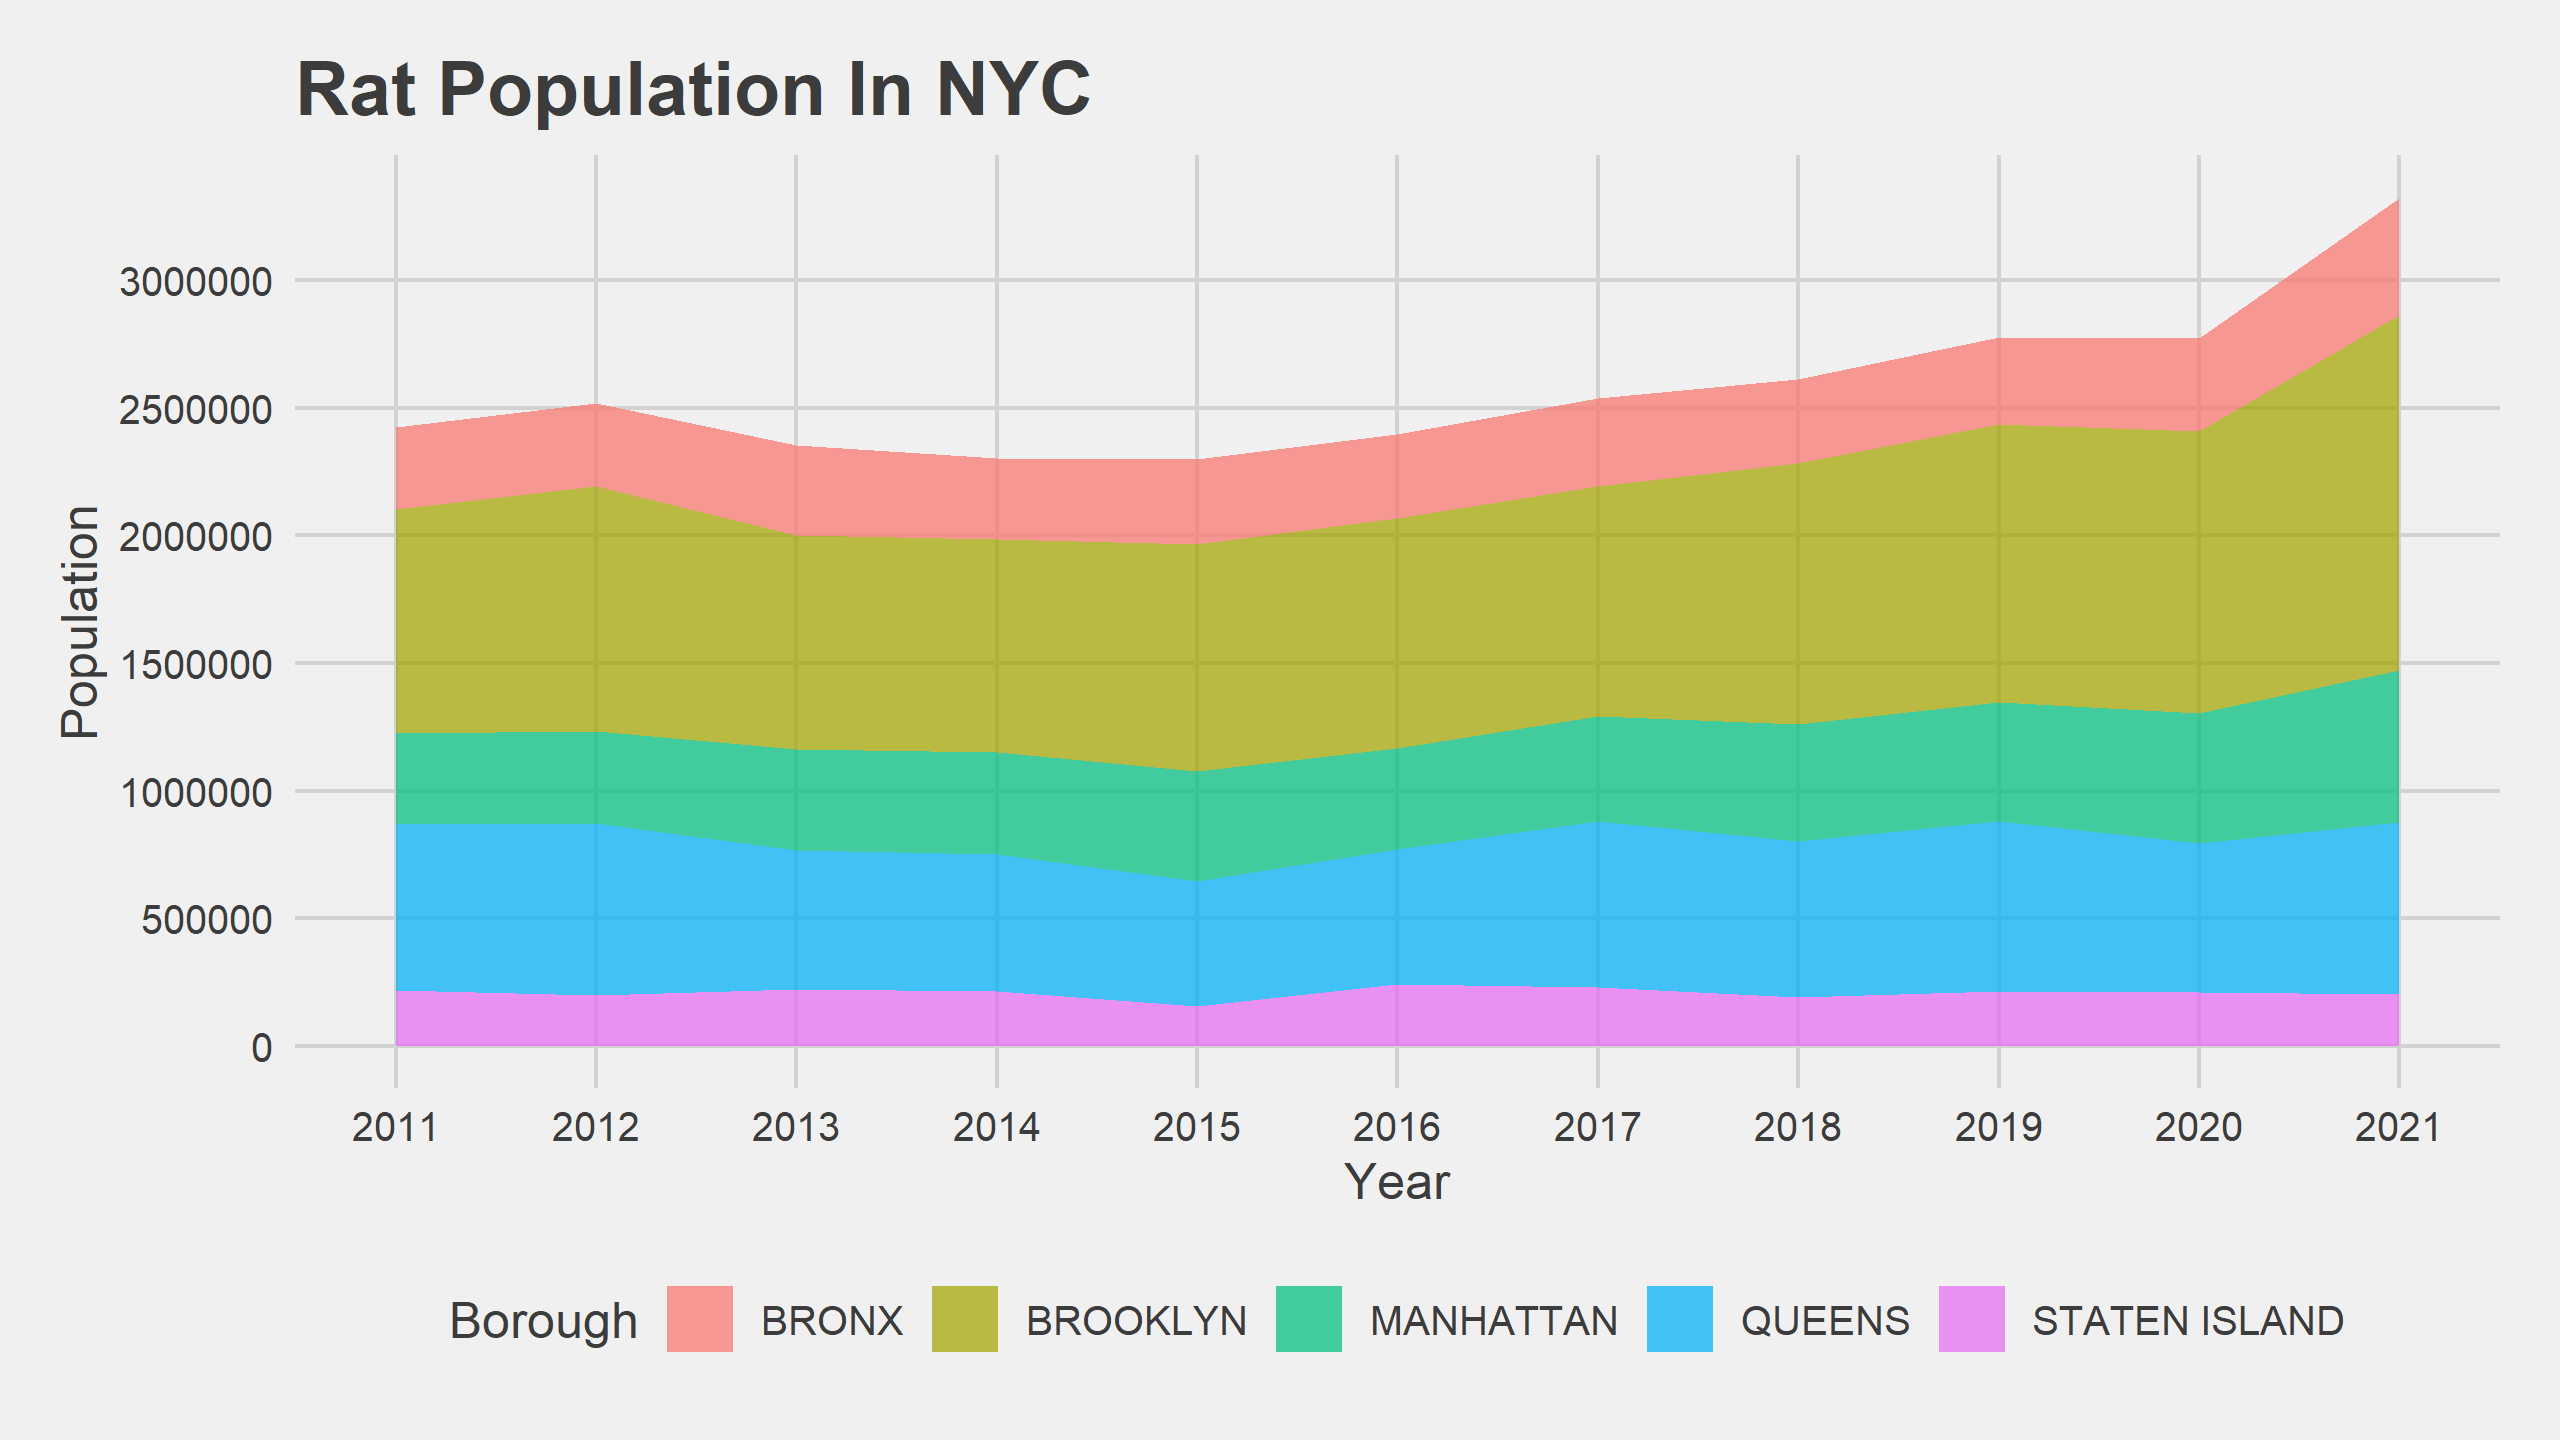 Rat Population In NYC
Population
3000000
2500000
2000000
1500000
1000000
500000
0
2011 2012 2013 2014 2015 2016 2017 2018 2019 2020 2021
Year
Borough BRONX BROOKLYN MANHATTAN QUEENS STATEN ISLAND